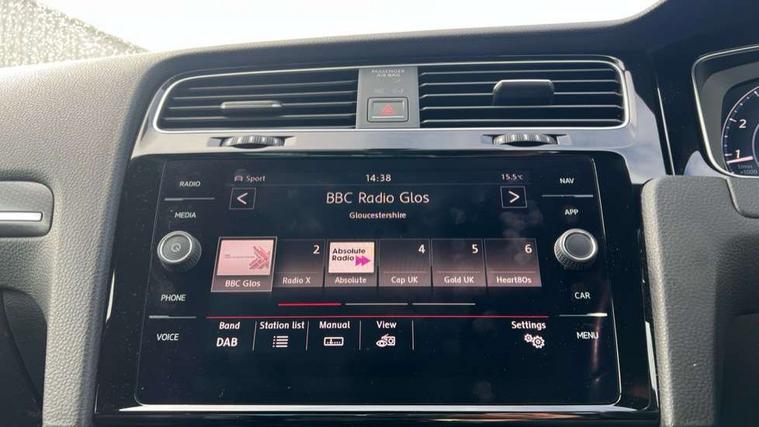 PASSENGER
AIR BAG
RADIO
Sport
14:38
15.5°C
NAV
BBC Radio Glos
MEDIA
APP
Gloucestershire
2
Absolute Radio
4
5
6
BBC Glos
Radio X
Absolute
Cap UK
Gold UK
Heart80s
PHONE
CAR
Band
Station list
Manual
View
Settings
VOICE
DAB
MENU
2
1